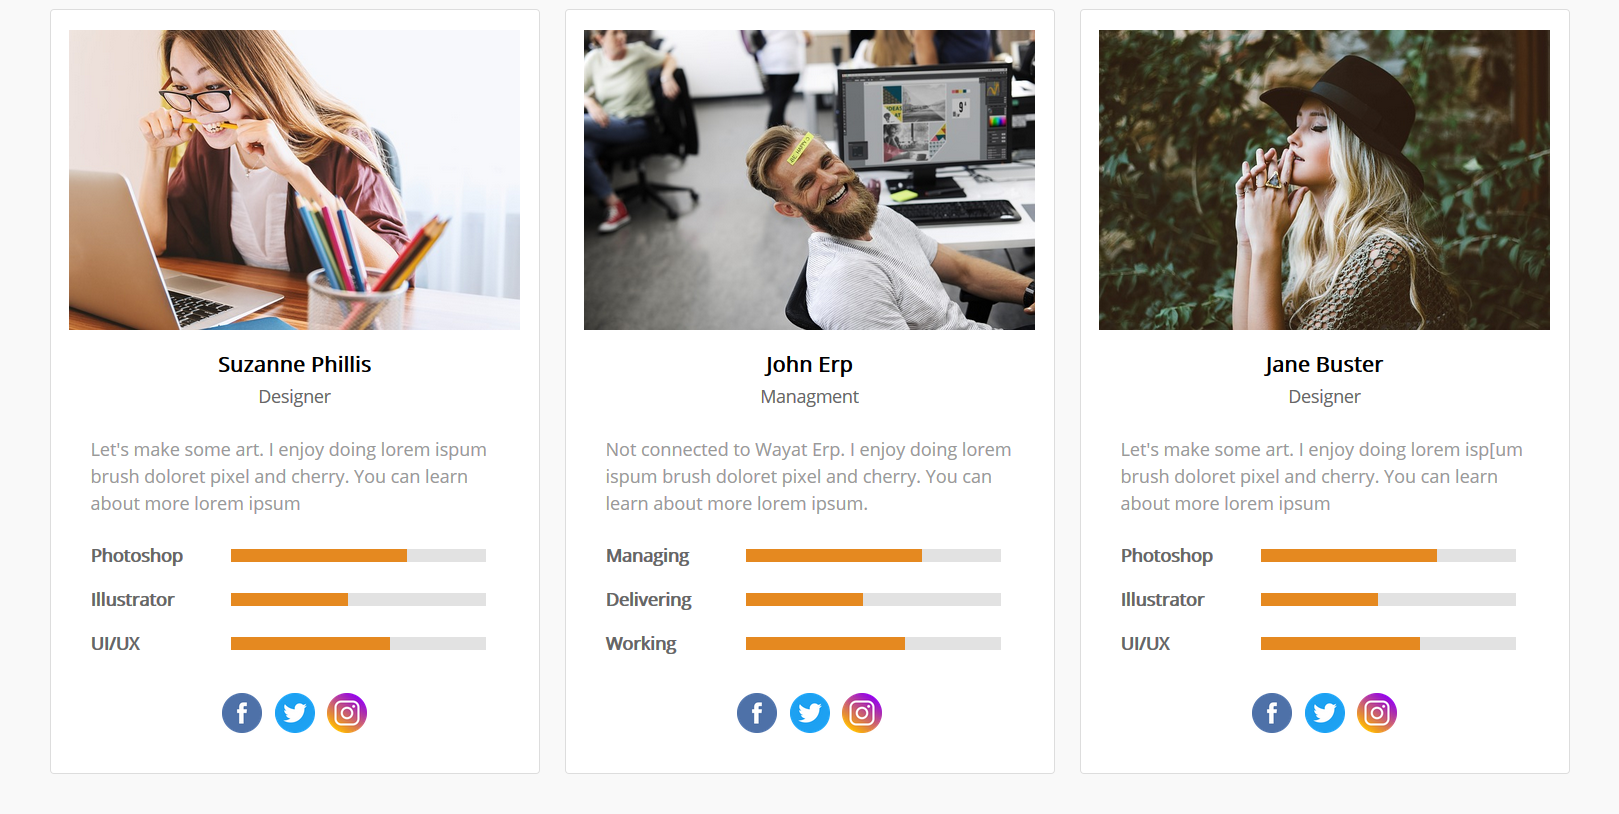 Suzanne Phillis
Designer
Let's make some art. I enjoy doing lorem ispum
brush doloret pixel and cherry. You can learn
about more lorem ipsum
Photoshop
Illustrator
UI/UX
John Erp
Managment
Not connected to Wayat Erp. I enjoy doing lorem
ispum brush doloret pixel and cherry. You can
learn about more lorem ipsum.
Managing
Delivering
Working
Jane Buster
Designer
Let's make some art. I enjoy doing lorem isp[um
brush doloret pixel and cherry. You can learn
about more lorem ipsum
Photoshop
Illustrator
UI/UX